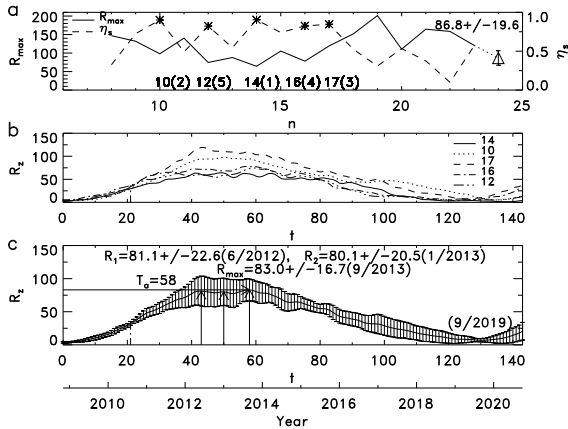 a
200
150
100
50
0
R_max
R_max
η_s
86.8+/-19.6
1.0
0.5
0.0
η_s
10(2) 12(5) 14(1) 16(4) 17(3)
10 15 20 25
n
b
150
100
50
0
R_z
14
10
17
16
12
0 20 40 60 80 100 120 140
t
c
150
100
50
0
R_z
R_1=81.1+/-22.6(6/2012), R_2=80.1+/-20.5(1/2013)
R_max=83.0+/-16.7(9/2013)
T_a=58
(9/2019)
0 20 40 60 80 100 120 140
t
2010 2012 2014 2016 2018 2020
Year